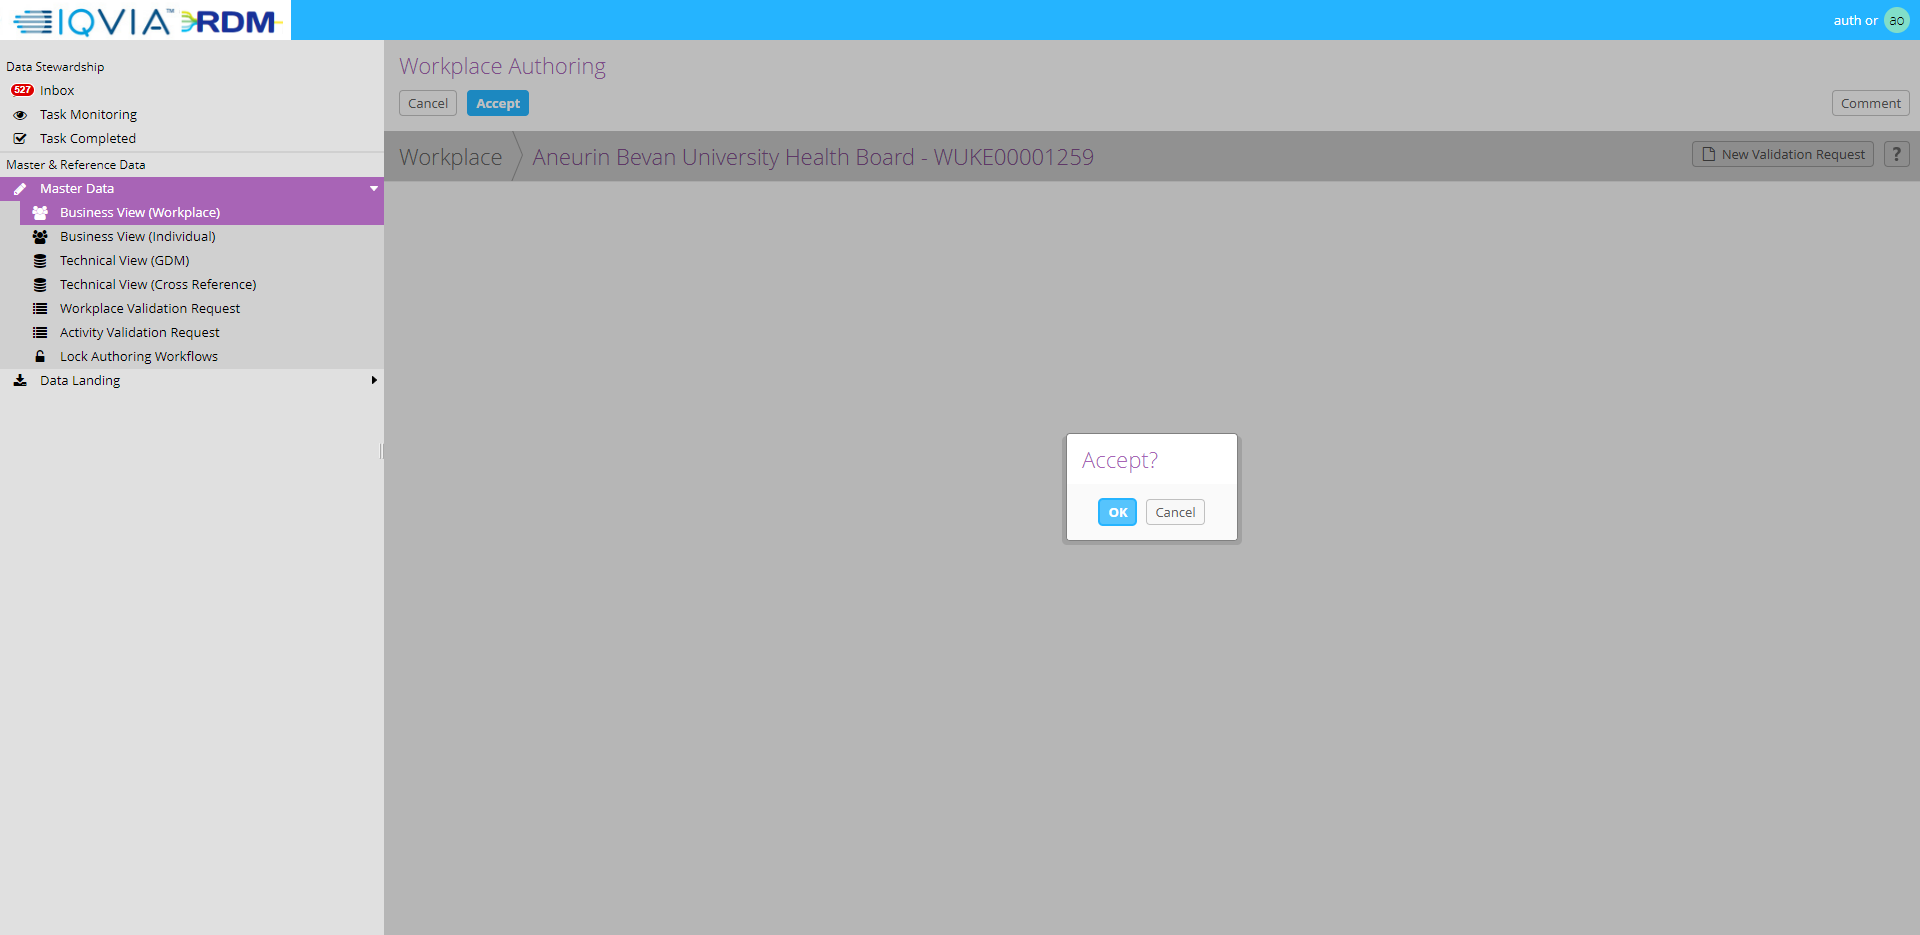 IQVIA™ RDM
auth or ao
Data Stewardship
527 Inbox
Task Monitoring
Task Completed
Master & Reference Data
Master Data
Business View (Workplace)
Business View (Individual)
Technical View (GDM)
Technical View (Cross Reference)
Workplace Validation Request
Activity Validation Request
Lock Authoring Workflows
Data Landing
Workplace Authoring
Cancel Accept Comment
Workplace Aneurin Bevan University Health Board - WUKE00001259 New Validation Request ?
Accept?
OK Cancel